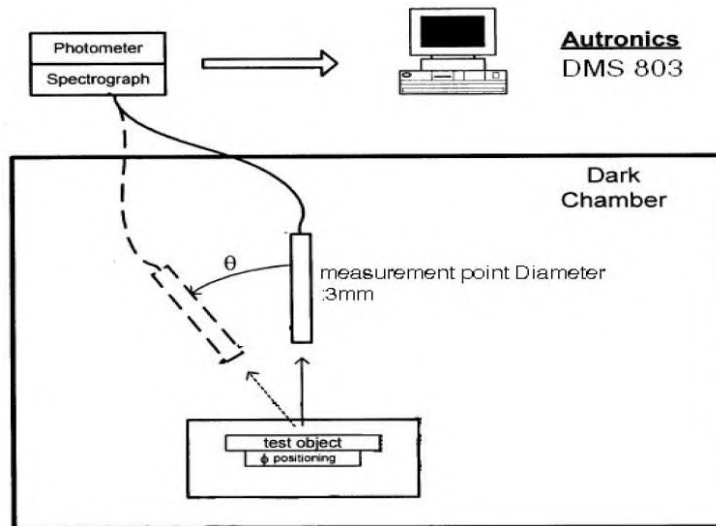 Photometer
Spectrograph
Autronics
DMS 803
Dark
Chamber
θ
measurement point Diameter
:3mm
test object
ϕ positioning